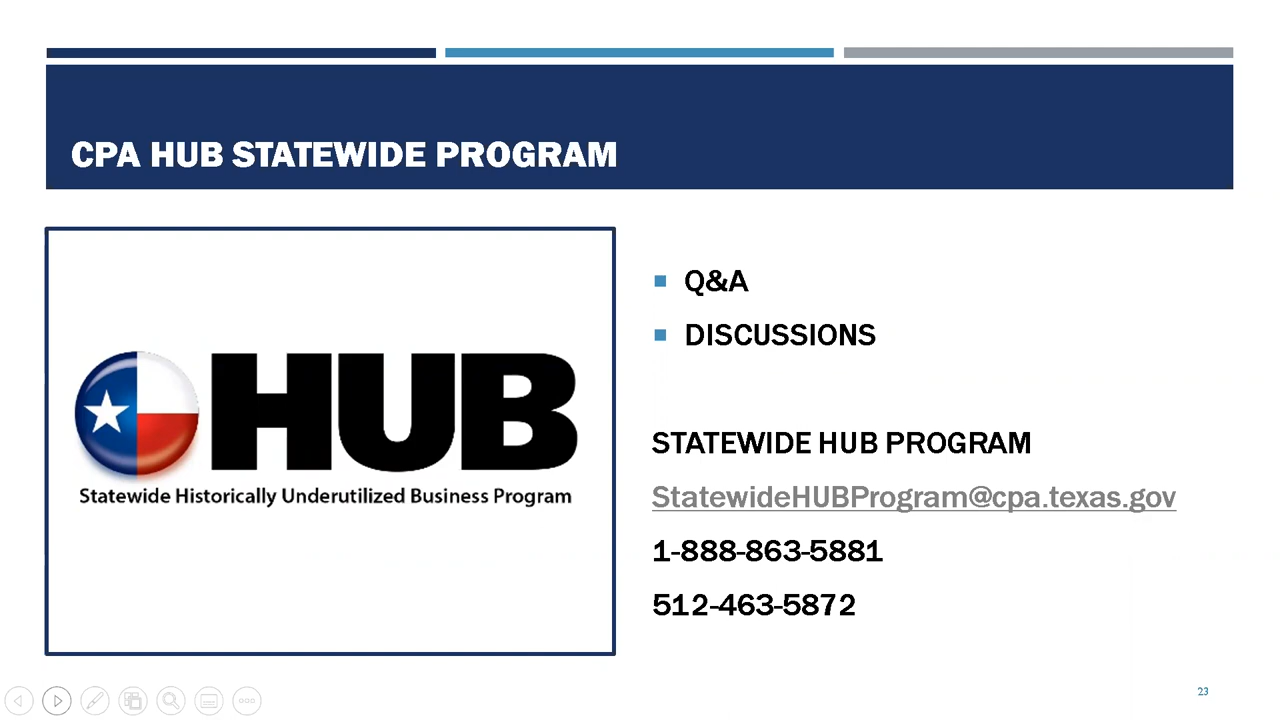 CPA HUB STATEWIDE PROGRAM
HUB
Statewide Historically Underutilized Business Program
Q&A
DISCUSSIONS
STATEWIDE HUB PROGRAM
StatewideHUBProgram@cpa.texas.gov
1-888-863-5881
512-463-5872
23